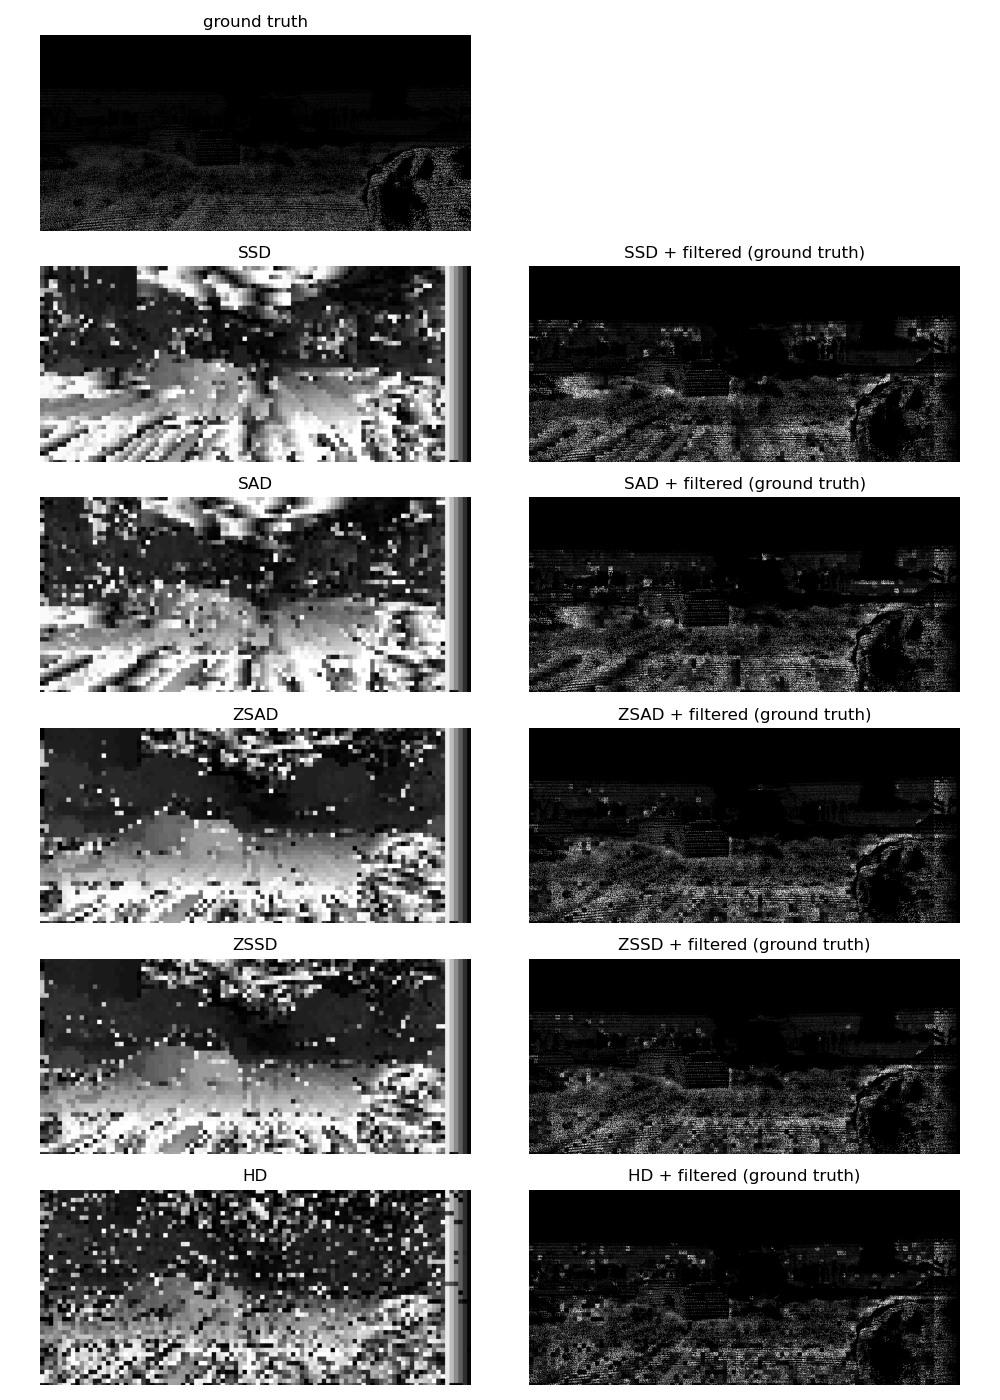 ground truth
SSD
SSD + filtered (ground truth)
SAD
SAD + filtered (ground truth)
ZSAD
ZSAD + filtered (ground truth)
ZSSD
ZSSD + filtered (ground truth)
HD
HD + filtered (ground truth)